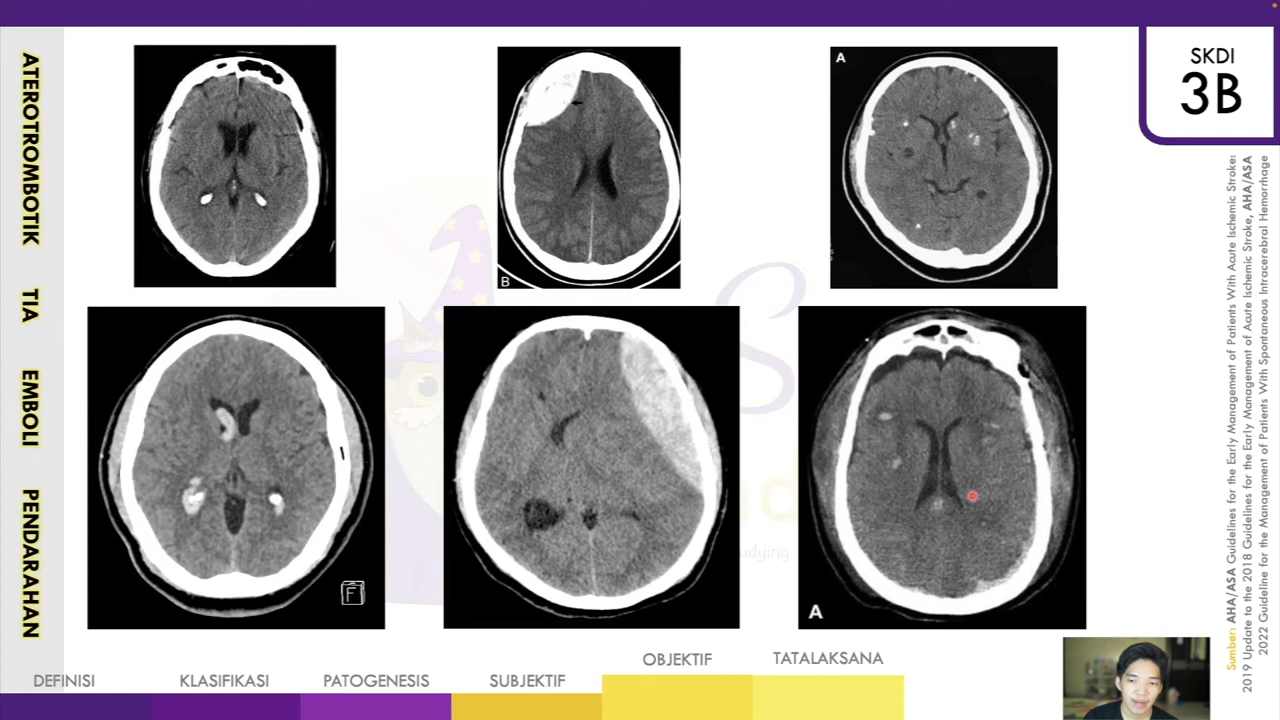 ATEROTROMBOTIK
TIA
EMBOLI
PENDARAHAN
B
A
SKDI
3B
F
A
udying
Sumber: AHA/ASA Guidelines for the Early Management of Patients With Acute Ischemic Stroke:
2019 Update to the 2018 Guidelines for the Early Management of Acute Ischemic Stroke, AHA/ASA
2022 Guideline for the Management of Patients With Spontaneous Intracerebral Hemorrhage
DEFINISI
KLASIFIKASI
PATOGENESIS
SUBJEKTIF
OBJEKTIF
TATALAKSANA